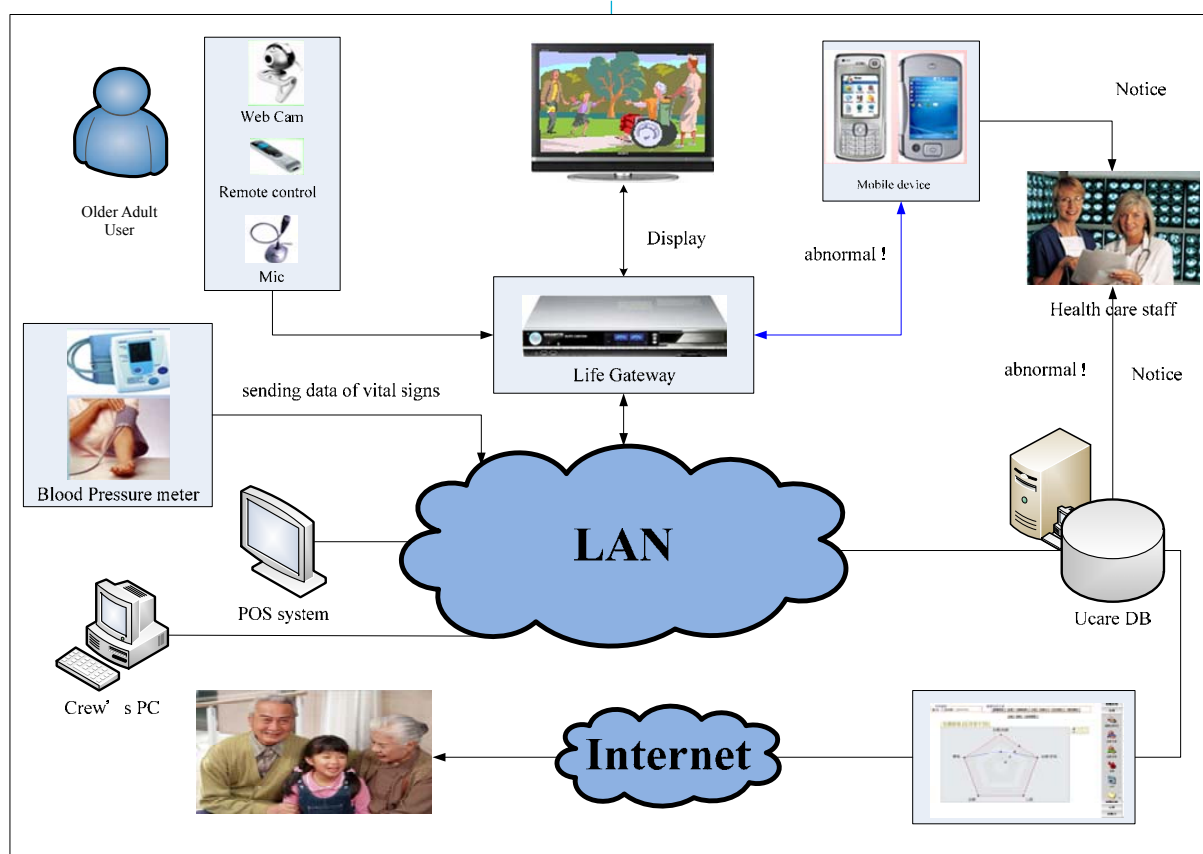 Web Cam
Remote control
Mic
Older Adult
User
Display
Mobile device
abnormal！
Notice
Health care staff
Life Gateway
abnormal！
Notice
sending data of vital signs
Blood Pressure meter
LAN
POS system
Ucare DB
Crew’s PC
Internet